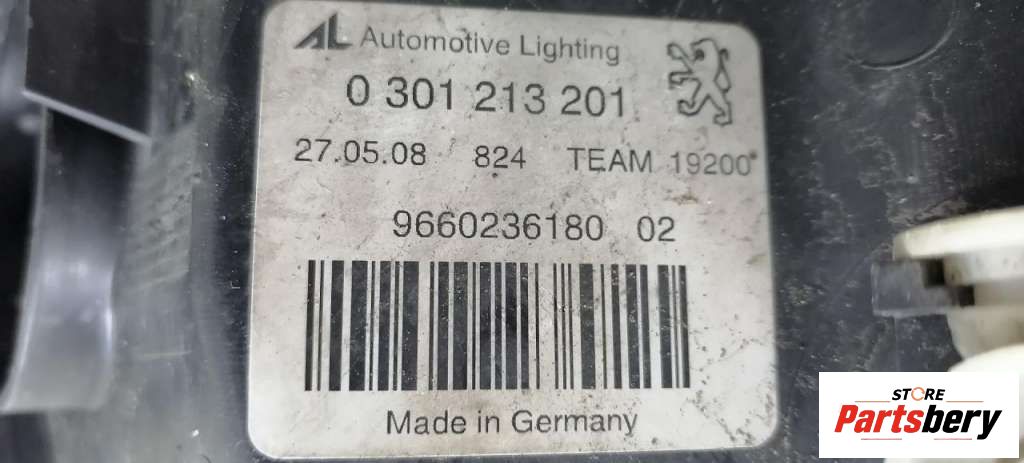 AL Automotive Lighting
0 301 213 201
27.05.08 824 TEAM 19200
9660236180 02
Made in Germany
STORE
Partsbery